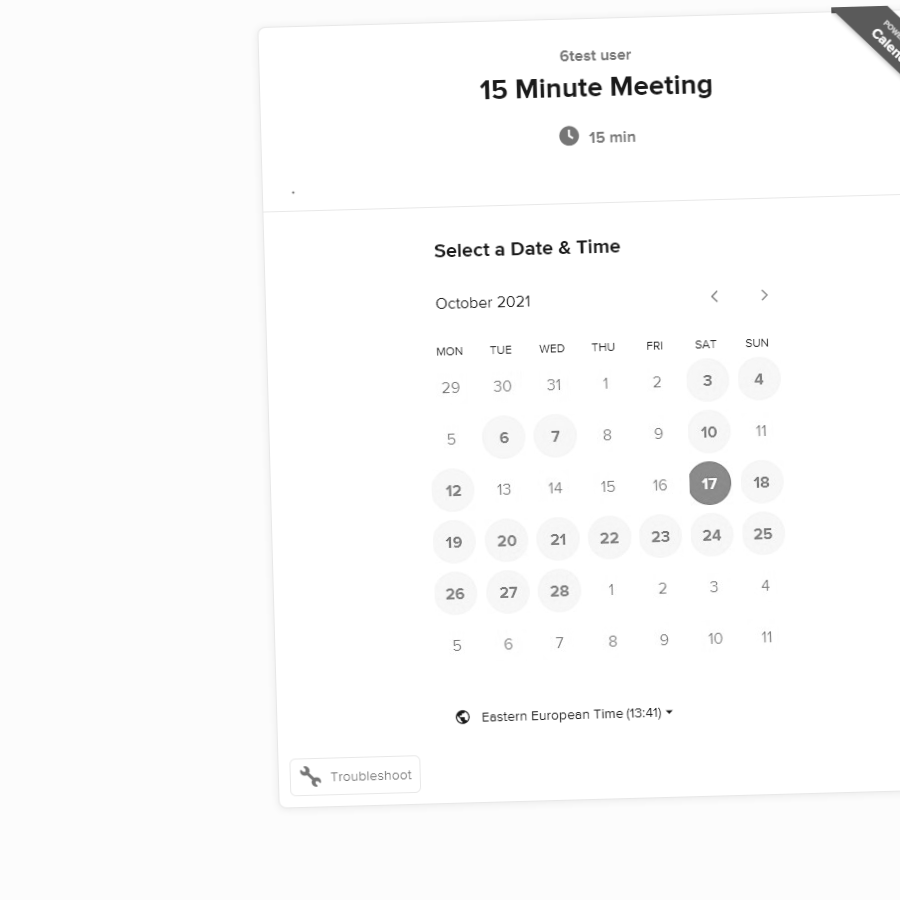 6test user
15 Minute Meeting
15 min
Select a Date & Time
October 2021
MON TUE WED THU FRI SAT SUN
29 30 31 1 2 3 4
5 6 7 8 9 10 11
12 13 14 15 16 17 18
19 20 21 22 23 24 25
26 27 28 1 2 3 4
5 6 7 8 9 10 11
Eastern European Time (13:41)
Troubleshoot